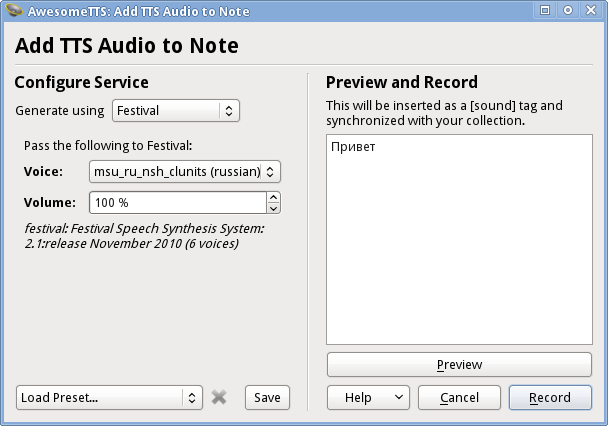 AwesomeTTS: Add TTS Audio to Note
Add TTS Audio to Note
Configure Service
Generate using Festival
Pass the following to Festival:
Voice: msu_ru_nsh_clunits (russian)
Volume: 100 %
festival: Festival Speech Synthesis System:
2.1:release November 2010 (6 voices)
Load Preset...
Save
Preview and Record
This will be inserted as a [sound] tag and
synchronized with your collection.
Привет
Preview
Help
Cancel
Record